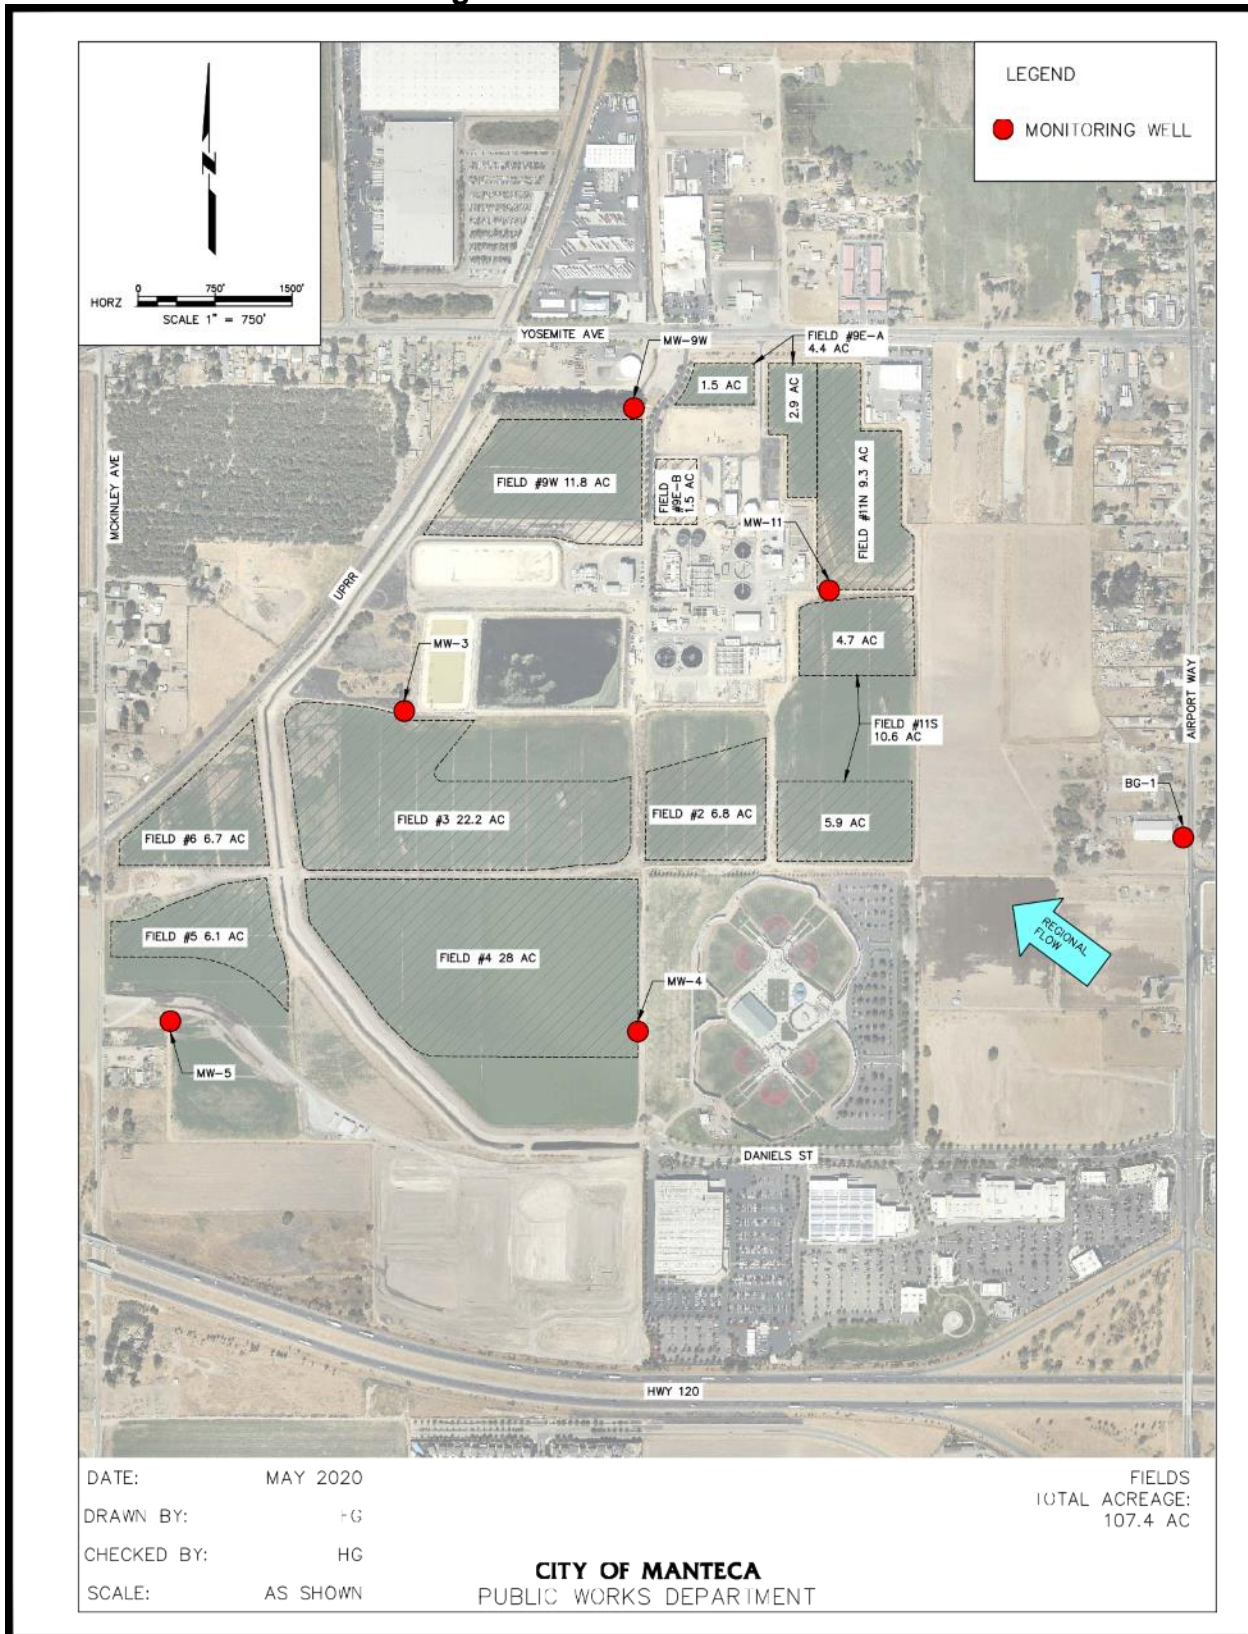 LEGEND
MONITORING WELL
0 750' 1500'
HORZ
SCALE 1" = 750'
YOSEMITE AVE
MW-9W
FIELD #9E-A
4.4 AC
1.5 AC
2.9 AC
MCKINLEY AVE
FIELD #9W 11.8 AC
FIELD
#9E-B
1.5 AC
FIELD #11N 9.3 AC
MW-11
UPRR
4.7 AC
MW-3
FIELD #11S
10.6 AC
AIRPORT WAY
BG-1
FIELD #6 6.7 AC
FIELD #3 22.2 AC
FIELD #2 6.8 AC
5.9 AC
REGIONAL
FLOW
FIELD #5 6.1 AC
FIELD #4 28 AC
MW-4
MW-5
DANIELS ST
HWY 120
DATE: MAY 2020
DRAWN BY: FG
CHECKED BY: HG
SCALE: AS SHOWN
CITY OF MANTECA
PUBLIC WORKS DEPARTMENT
FIELDS
TOTAL ACREAGE:
107.4 AC